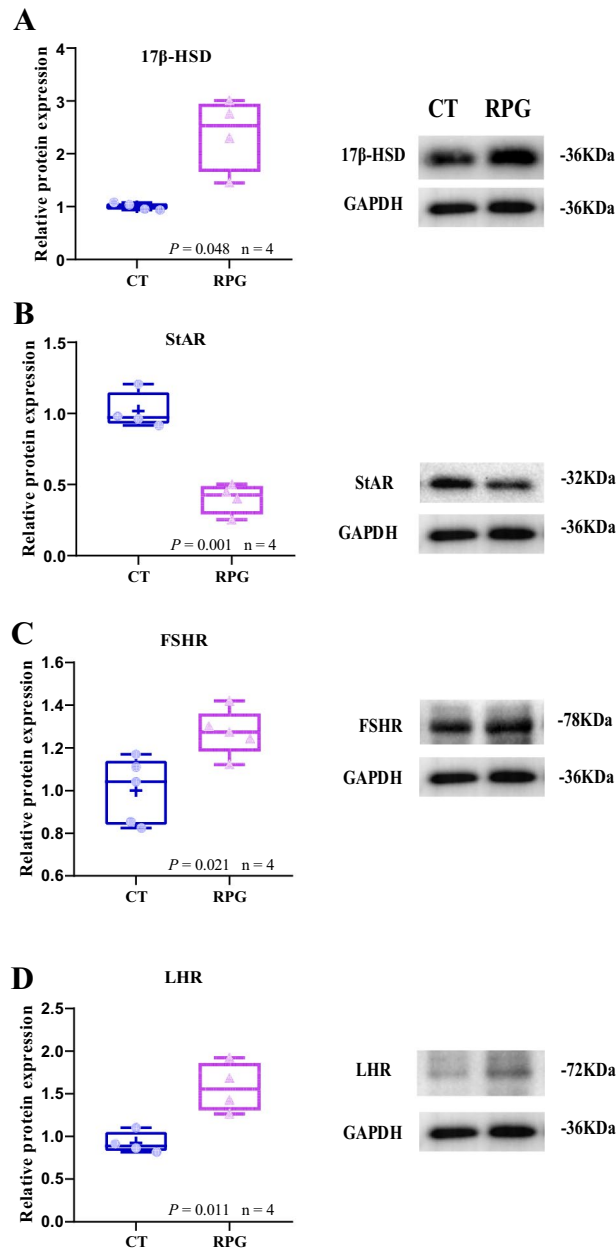 A
17β-HSD
Relative protein expression
4
3
2
1
0
P = 0.048 n = 4
CT RPG
CT RPG
17β-HSD -36KDa
GAPDH -36KDa
B
StAR
Relative protein expression
1.5
1.0
0.5
0.0
P = 0.001 n = 4
CT RPG
StAR -32KDa
GAPDH -36KDa
C
FSHR
Relative protein expression
1.6
1.4
1.2
1.0
0.8
0.6
P = 0.021 n = 4
CT RPG
FSHR -78KDa
GAPDH -36KDa
D
LHR
Relative protein expression
2.5
2.0
1.5
1.0
0.5
0.0
P = 0.011 n = 4
CT RPG
LHR -72KDa
GAPDH -36KDa